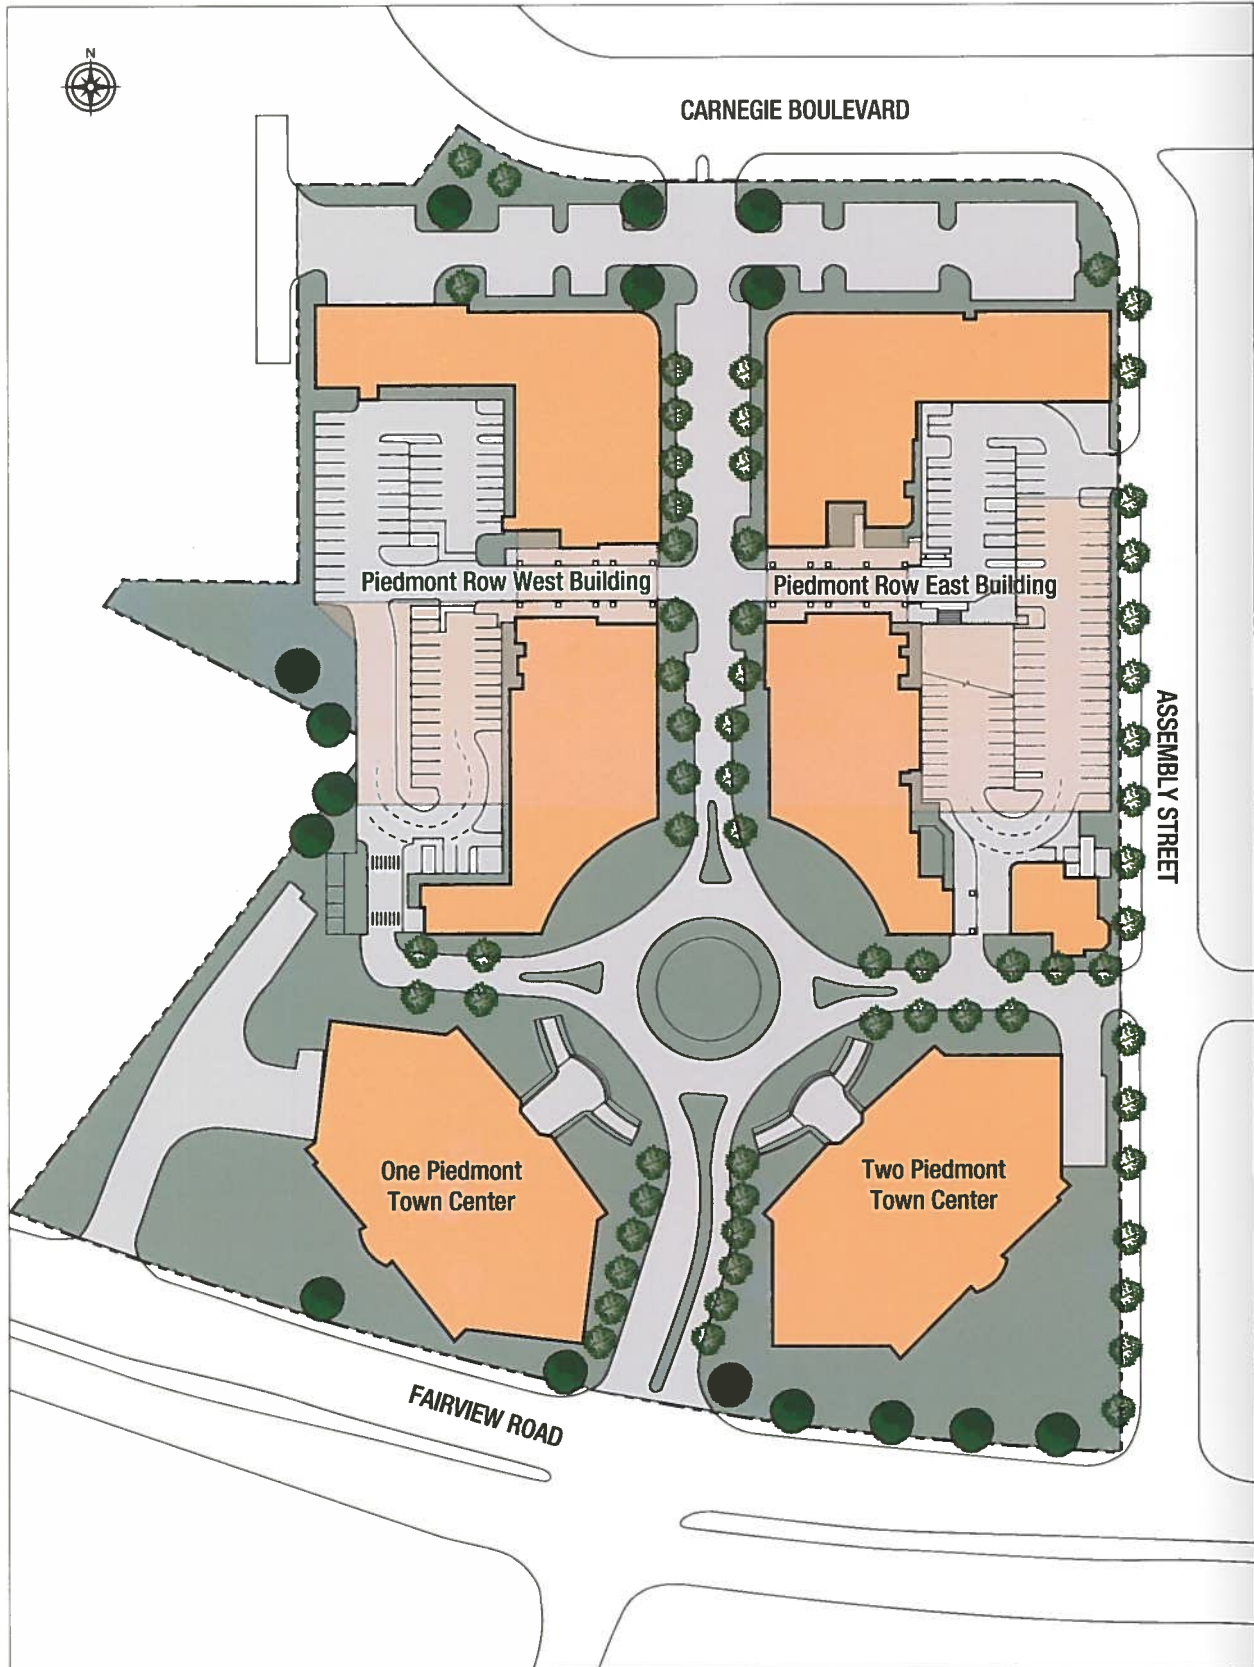 N
CARNEGIE BOULEVARD
Piedmont Row West Building
Piedmont Row East Building
ASSEMBLY STREET
One Piedmont
Town Center
Two Piedmont
Town Center
FAIRVIEW ROAD